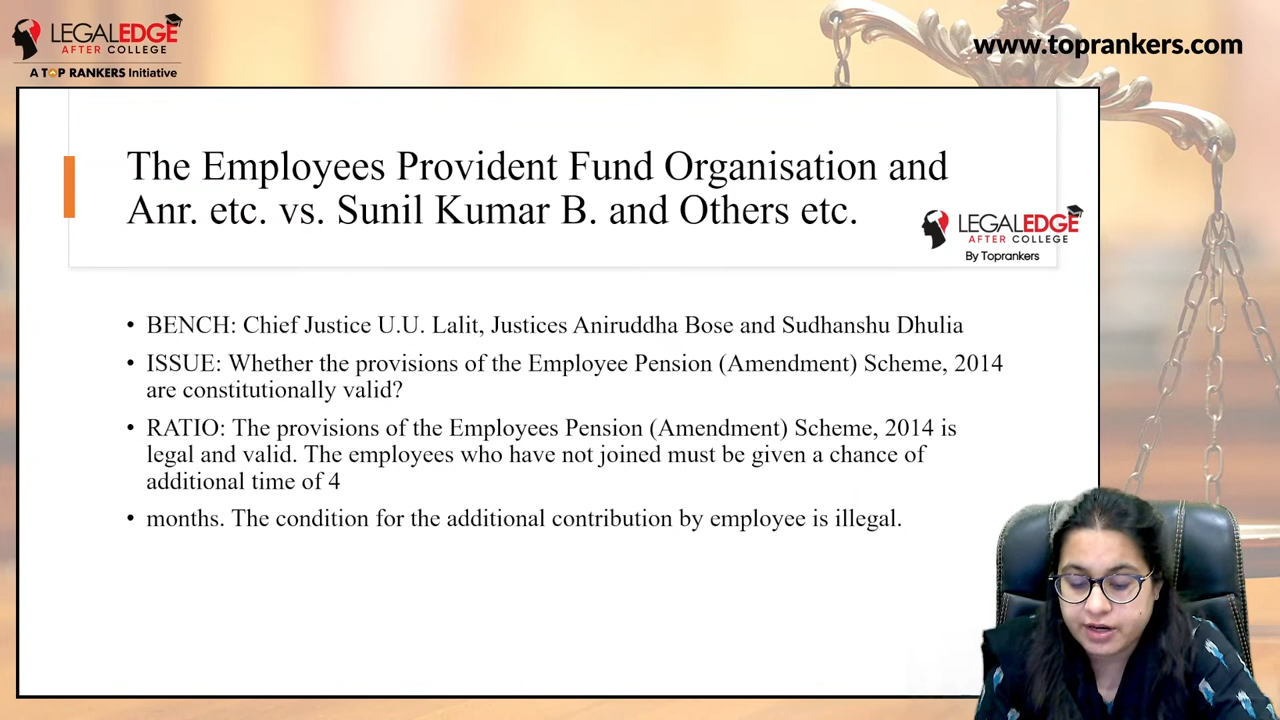 LEGALEDGE
AFTER COLLEGE
A TOP RANKERS Initiative
www.toprankers.com
The Employees Provident Fund Organisation and
Anr. etc. vs. Sunil Kumar B. and Others etc.
LEGALEDGE
AFTER COLLEGE
By Toprankers
• BENCH: Chief Justice U.U. Lalit, Justices Aniruddha Bose and Sudhanshu Dhulia
• ISSUE: Whether the provisions of the Employee Pension (Amendment) Scheme, 2014
are constitutionally valid?
• RATIO: The provisions of the Employees Pension (Amendment) Scheme, 2014 is
legal and valid. The employees who have not joined must be given a chance of
additional time of 4
• months. The condition for the additional contribution by employee is illegal.